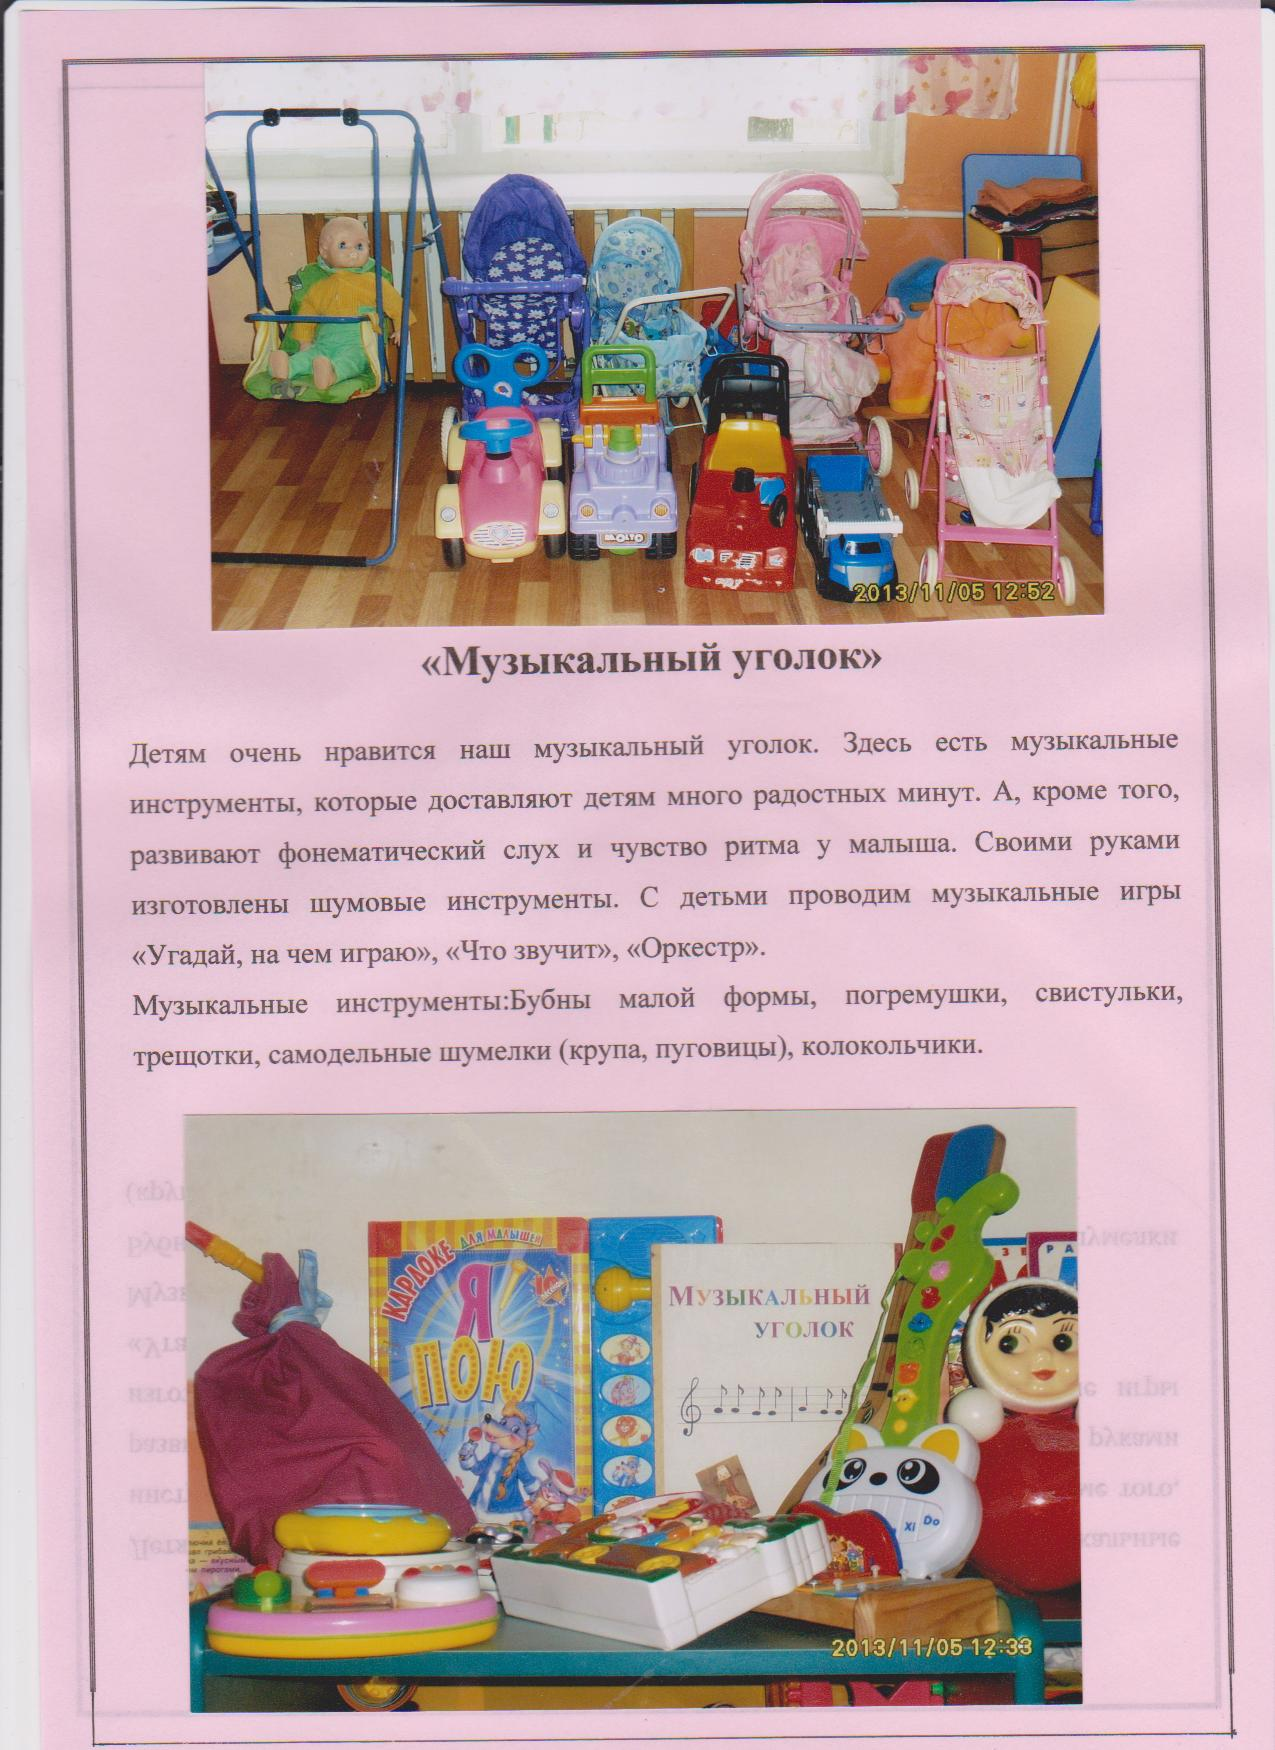 MOLTO
2013/11/05 12:52
«Музыкальный уголок»
Детям очень нравится наш музыкальный уголок. Здесь есть музыкальные
инструменты, которые доставляют детям много радостных минут. А, кроме того,
развивают фонематический слух и чувство ритма у малыша. Своими руками
изготовлены шумовые инструменты. С детьми проводим музыкальные игры
«Угадай, на чем играю», «Что звучит», «Оркестр».
Музыкальные инструменты:Бубны малой формы, погремушки, свистульки,
трещотки, самодельные шумелки (крупа, пуговицы), колокольчики.
КАРАОКЕ
ДЛЯ МАЛЫШЕЙ
Я
ПОЮ
МУЗЫКАЛЬНЫЙ
УГОЛОК
Xi Do
2013/11/05 12:33